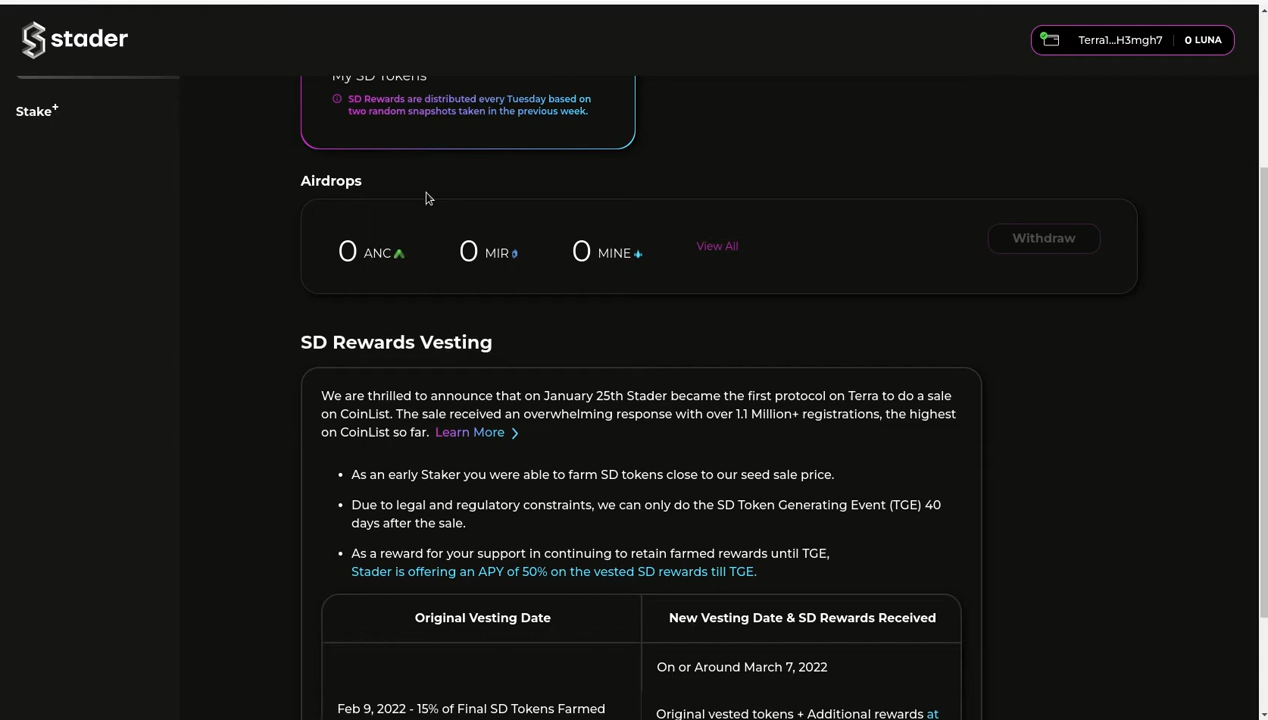 stader
Terra1...H3mgh7
0 LUNA
Stake+
My SD Tokens
SD Rewards are distributed every Tuesday based on
two random snapshots taken in the previous week.
Airdrops
0 ANC
0 MIR
0 MINE
View All
Withdraw
SD Rewards Vesting
We are thrilled to announce that on January 25th Stader became the first protocol on Terra to do a sale
on CoinList. The sale received an overwhelming response with over 1.1 Million+ registrations, the highest
on CoinList so far. Learn More
• As an early Staker you were able to farm SD tokens close to our seed sale price.
• Due to legal and regulatory constraints, we can only do the SD Token Generating Event (TGE) 40
days after the sale.
• As a reward for your support in continuing to retain farmed rewards until TGE,
Stader is offering an APY of 50% on the vested SD rewards till TGE.
Original Vesting Date
New Vesting Date & SD Rewards Received
On or Around March 7, 2022
Feb 9, 2022 - 15% of Final SD Tokens Farmed
Original vested tokens + Additional rewards at